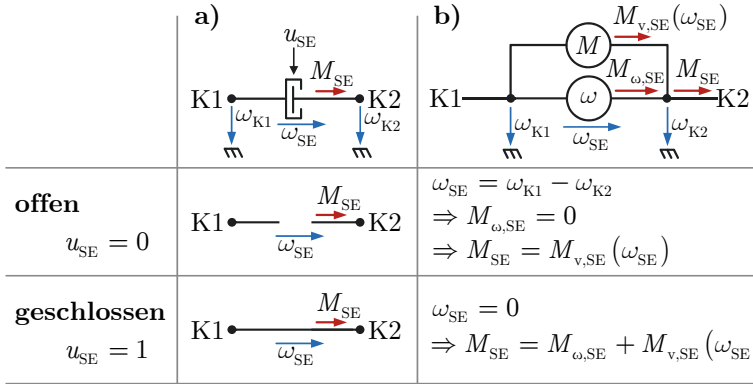 a)
b)
u_SE
M_SE
K1
K2
ω_K1
ω_SE
ω_K2
M_v,SE(ω_SE)
M
M_ω,SE
M_SE
K1
ω
K2
ω_K1
ω_SE
ω_K2
offen
u_SE = 0
M_SE
K1
K2
ω_SE
ω_SE = ω_K1 − ω_K2
⇒ M_ω,SE = 0
⇒ M_SE = M_v,SE(ω_SE)
geschlossen
u_SE = 1
M_SE
K1
K2
ω_SE
ω_SE = 0
⇒ M_SE = M_ω,SE + M_v,SE(ω_SE